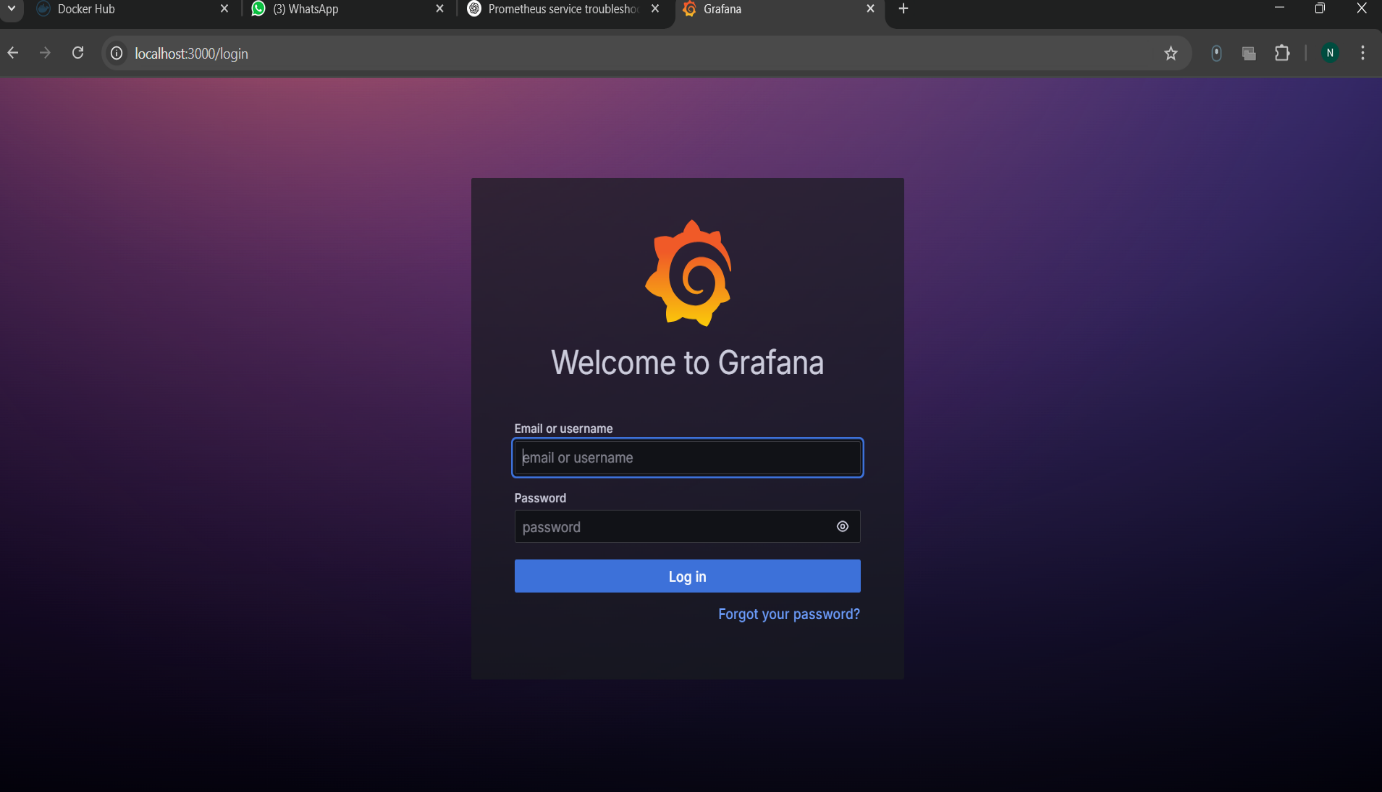 Docker Hub
(3) WhatsApp
Prometheus service troublesho
Grafana
localhost:3000/login
N
Welcome to Grafana
Email or username
email or username
Password
password
Log in
Forgot your password?